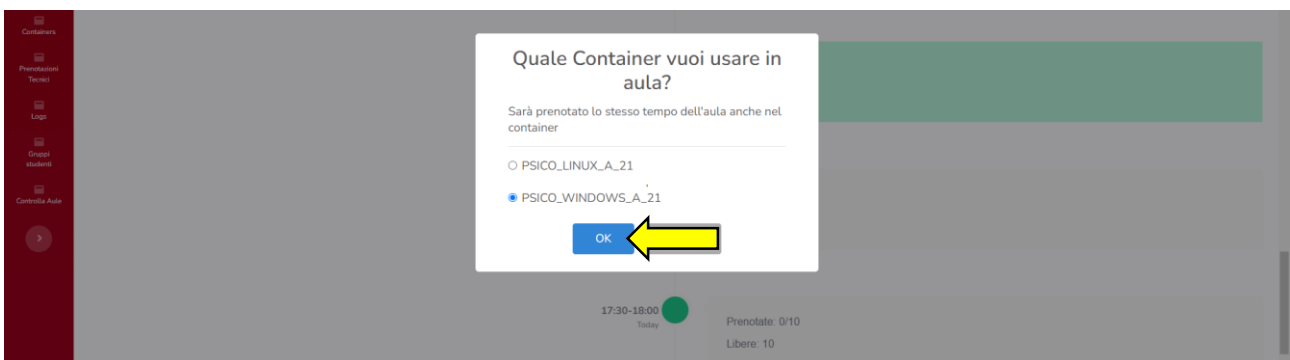 Containers
Prenotazioni
Tecnici
Logs
Gruppi
studenti
Controlla Aule
Quale Container vuoi usare in
aula?
Sarà prenotato lo stesso tempo dell'aula anche nel
container
PSICO_LINUX_A_21
PSICO_WINDOWS_A_21
OK
17:30-18:00
Today
Prenotate: 0/10
Libere: 10